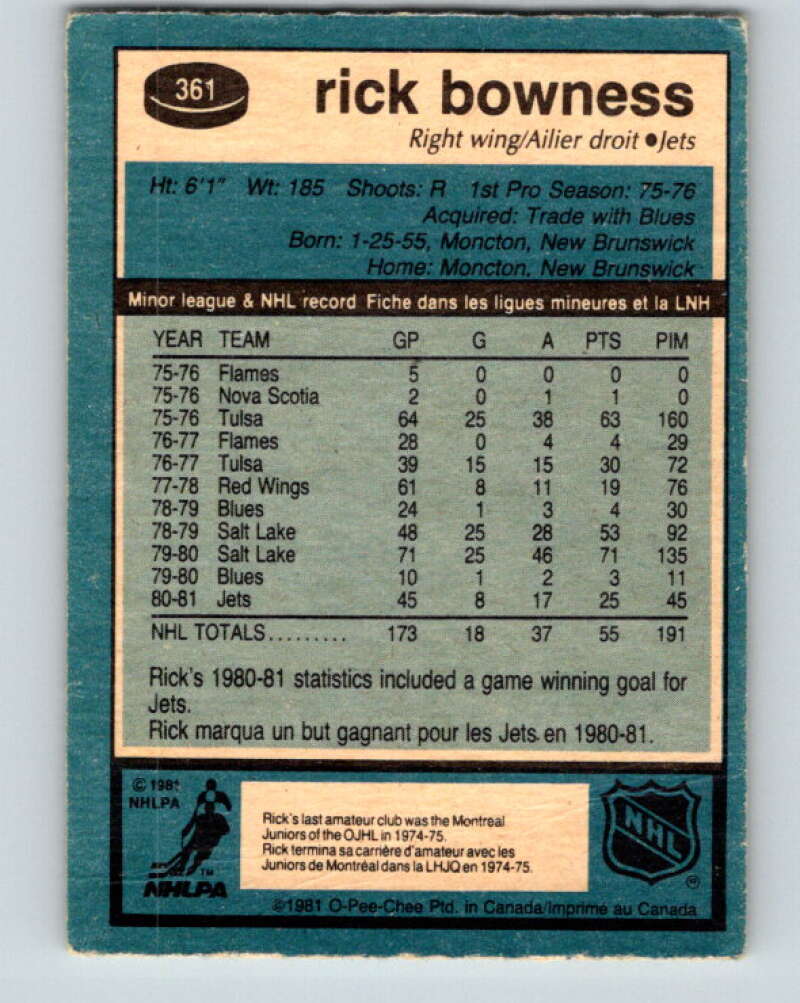 361
rick bowness
Right wing/Ailier droit ●Jets
Ht: 6'1" Wt: 185 Shoots: R 1st Pro Season: 75-76
Acquired: Trade with Blues
Born: 1-25-55, Moncton, New Brunswick
Home: Moncton, New Brunswick
Minor league & NHL record Fiche dans les ligues mineures et la LNH
YEAR TEAM GP G A PTS PIM
75-76 Flames 5 0 0 0 0
75-76 Nova Scotia 2 0 1 1 0
75-76 Tulsa 64 25 38 63 160
76-77 Flames 28 0 4 4 29
76-77 Tulsa 39 15 15 30 72
77-78 Red Wings 61 8 11 19 76
78-79 Blues 24 1 3 4 30
78-79 Salt Lake 48 25 28 53 92
79-80 Salt Lake 71 25 46 71 135
79-80 Blues 10 1 2 3 11
80-81 Jets 45 8 17 25 45
NHL TOTALS......... 173 18 37 55 191
Rick's 1980-81 statistics included a game winning goal for
Jets.
Rick marqua un but gagnant pour les Jets en 1980-81.
© 1981
NHLPA
Rick's last amateur club was the Montreal
Juniors of the OJHL in 1974-75.
Rick termina sa carrière d'amateur avec les
Juniors de Montréal dans la LHJQ en 1974-75.
TM
NHLPA
NHL
©1981 O-Pee-Chee Ptd. in Canada/Imprime au Canada